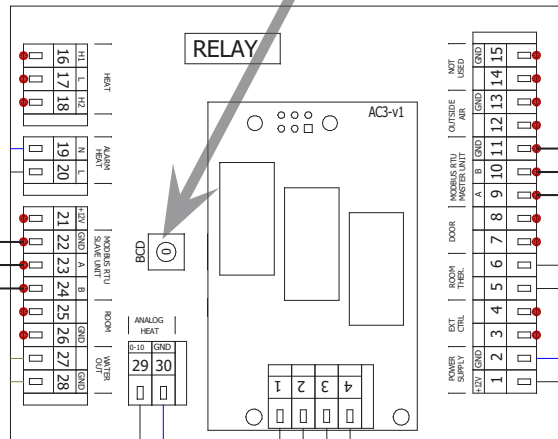 RELAY
AC3-v1
16 H1
17 L
18 H2
HEAT
19 N
20 L
ALARM
HEAT
21 +12V
22 GND
23 A
24 B
MODBUS RTU
SLAVE UNIT
25
26 GND
ROOM
27
28 GND
WATER
OUT
BCD
0
ANALOG
HEAT
0-10 GND
29 30
1 2 3 4
NOT
USED
GND 15
14
OUTSIDE
AIR
GND 13
12
MODBUS RTU
MASTER UNIT
GND 11
B 10
A 9
DOOR
8
7
ROOM
THER.
6
5
EXT
CTRL
4
3
POWER
SUPPLY
GND 2
+12V 1